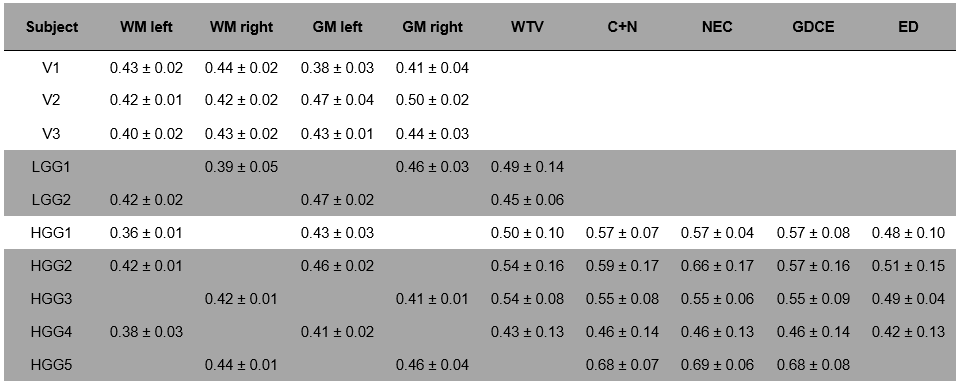 Subject WM left WM right GM left GM right WTV C+N NEC GDCE ED
V1 0.43 ± 0.02 0.44 ± 0.02 0.38 ± 0.03 0.41 ± 0.04
V2 0.42 ± 0.01 0.42 ± 0.02 0.47 ± 0.04 0.50 ± 0.02
V3 0.40 ± 0.02 0.43 ± 0.02 0.43 ± 0.01 0.44 ± 0.03
LGG1 0.39 ± 0.05 0.46 ± 0.03 0.49 ± 0.14
LGG2 0.42 ± 0.02 0.47 ± 0.02 0.45 ± 0.06
HGG1 0.36 ± 0.01 0.43 ± 0.03 0.50 ± 0.10 0.57 ± 0.07 0.57 ± 0.04 0.57 ± 0.08 0.48 ± 0.10
HGG2 0.42 ± 0.01 0.46 ± 0.02 0.54 ± 0.16 0.59 ± 0.17 0.66 ± 0.17 0.57 ± 0.16 0.51 ± 0.15
HGG3 0.42 ± 0.01 0.41 ± 0.01 0.54 ± 0.08 0.55 ± 0.08 0.55 ± 0.06 0.55 ± 0.09 0.49 ± 0.04
HGG4 0.38 ± 0.03 0.41 ± 0.02 0.43 ± 0.13 0.46 ± 0.14 0.46 ± 0.13 0.46 ± 0.14 0.42 ± 0.13
HGG5 0.44 ± 0.01 0.46 ± 0.04 0.68 ± 0.07 0.69 ± 0.06 0.68 ± 0.08